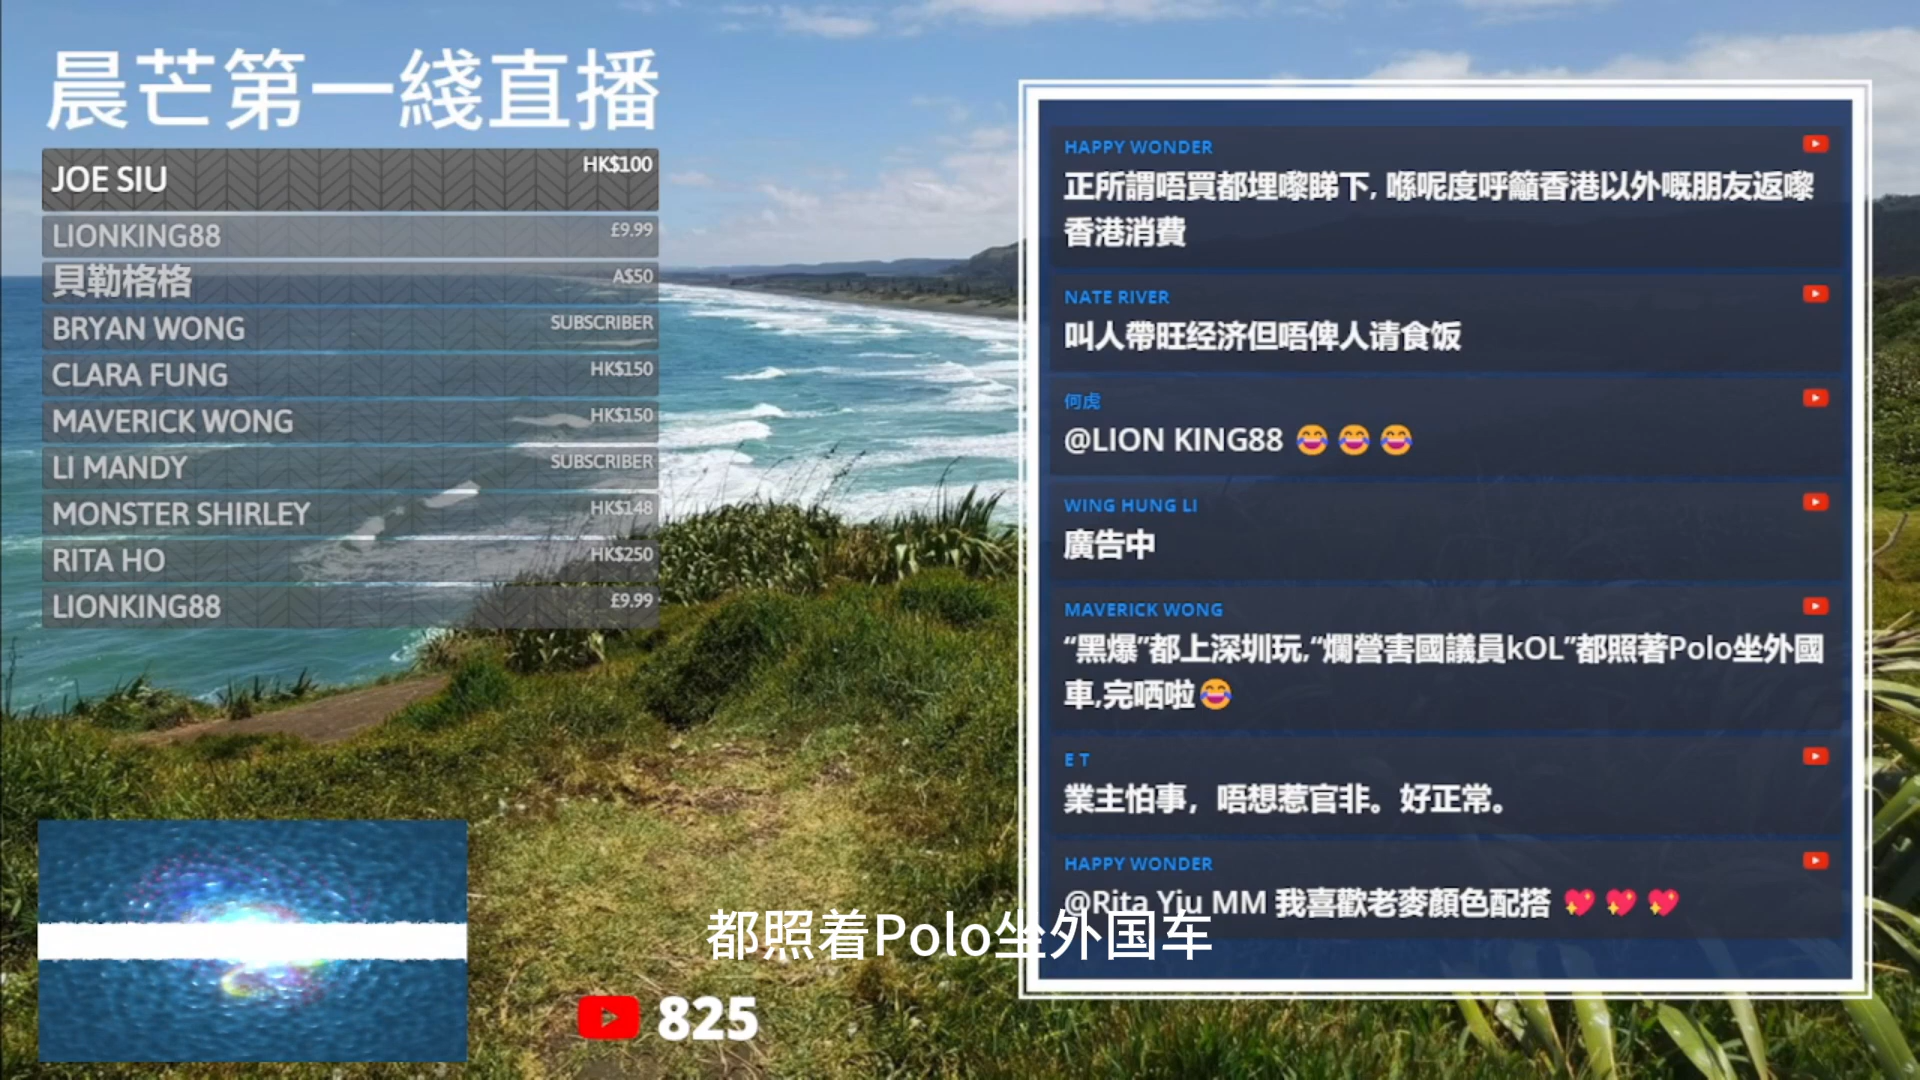 晨芒第一綫直播
JOE SIU HK$100
LIONKING88 £9.99
貝勒格格 A$50
BRYAN WONG SUBSCRIBER
CLARA FUNG HK$150
MAVERICK WONG HK$150
LI MANDY SUBSCRIBER
MONSTER SHIRLEY HK$148
RITA HO HK$250
LIONKING88 £9.99
HAPPY WONDER
正所謂唔買都埋嚟睇下, 喺呢度呼籲香港以外嘅朋友返嚟
香港消費
NATE RIVER
叫人帶旺经济但唔俾人请食饭
何虎
@LION KING88 😂 😂 😂
WING HUNG LI
廣告中
MAVERICK WONG
“黑爆”都上深圳玩,“爛營害國議員kOL”都照著Polo坐外國
車,完哂啦😂
E T
業主怕事，唔想惹官非。好正常。
HAPPY WONDER
@Rita Yiu MM 我喜歡老麥顏色配搭 💖 💖 💖
都照着Polo坐外国车
825